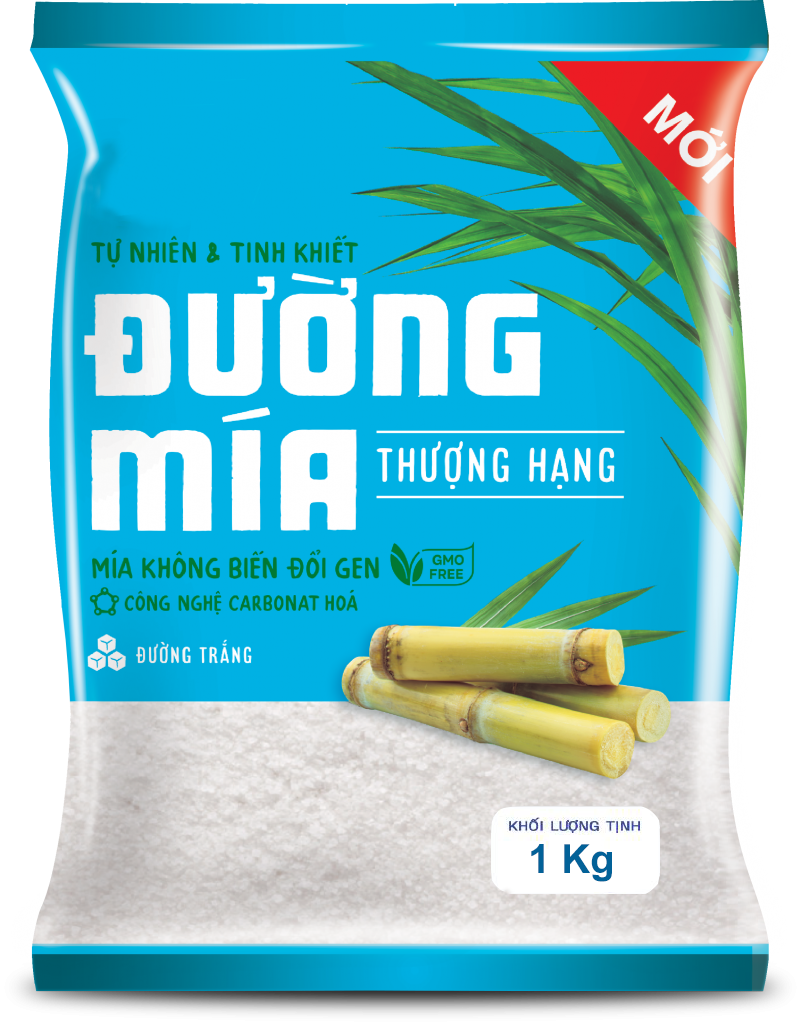 MỚI
TỰ NHIÊN & TINH KHIẾT
ĐƯỜNG
MÍA
THƯỢNG HẠNG
MÍA KHÔNG BIẾN ĐỔI GEN
GMO
FREE
CÔNG NGHỆ CARBONAT HOÁ
ĐƯỜNG TRẮNG
KHỐI LƯỢNG TỊNH
1 Kg